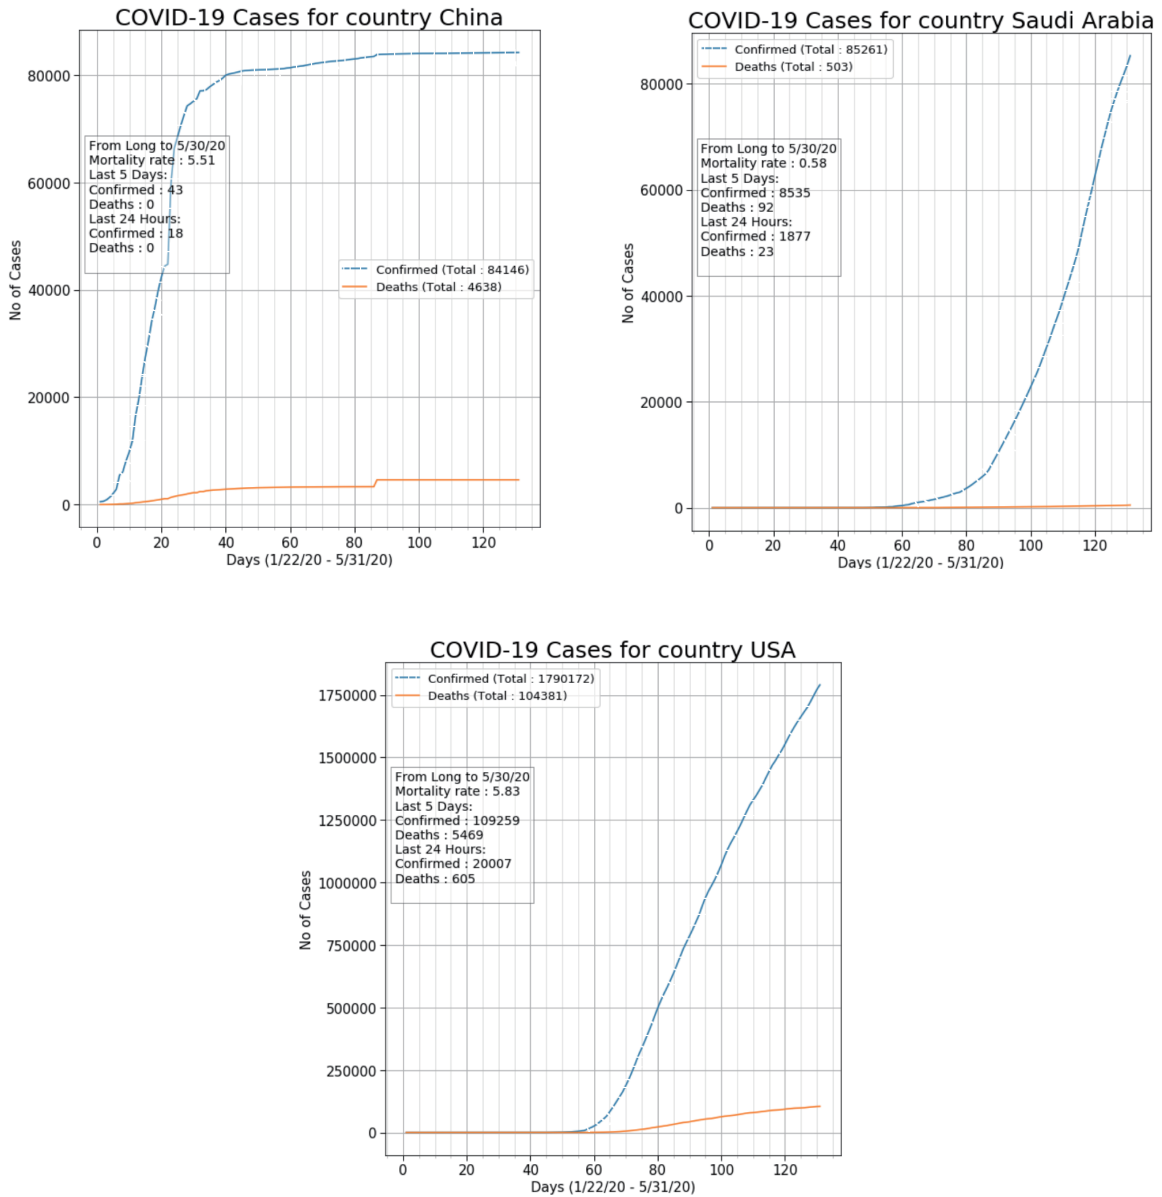 COVID-19 Cases for country China
80000
60000
40000
20000
0
No of Cases
From Long to 5/30/20
Mortality rate : 5.51
Last 5 Days:
Confirmed : 43
Deaths : 0
Last 24 Hours:
Confirmed : 18
Deaths : 0
Confirmed (Total : 84146)
Deaths (Total : 4638)
0 20 40 60 80 100 120
Days (1/22/20 - 5/31/20)
COVID-19 Cases for country Saudi Arabia
Confirmed (Total : 85261)
Deaths (Total : 503)
80000
60000
40000
20000
0
No of Cases
From Long to 5/30/20
Mortality rate : 0.58
Last 5 Days:
Confirmed : 8535
Deaths : 92
Last 24 Hours:
Confirmed : 1877
Deaths : 23
0 20 40 60 80 100 120
Days (1/22/20 - 5/31/20)
COVID-19 Cases for country USA
Confirmed (Total : 1790172)
Deaths (Total : 104381)
1750000
1500000
1250000
1000000
750000
500000
250000
0
No of Cases
From Long to 5/30/20
Mortality rate : 5.83
Last 5 Days:
Confirmed : 109259
Deaths : 5469
Last 24 Hours:
Confirmed : 20007
Deaths : 605
0 20 40 60 80 100 120
Days (1/22/20 - 5/31/20)